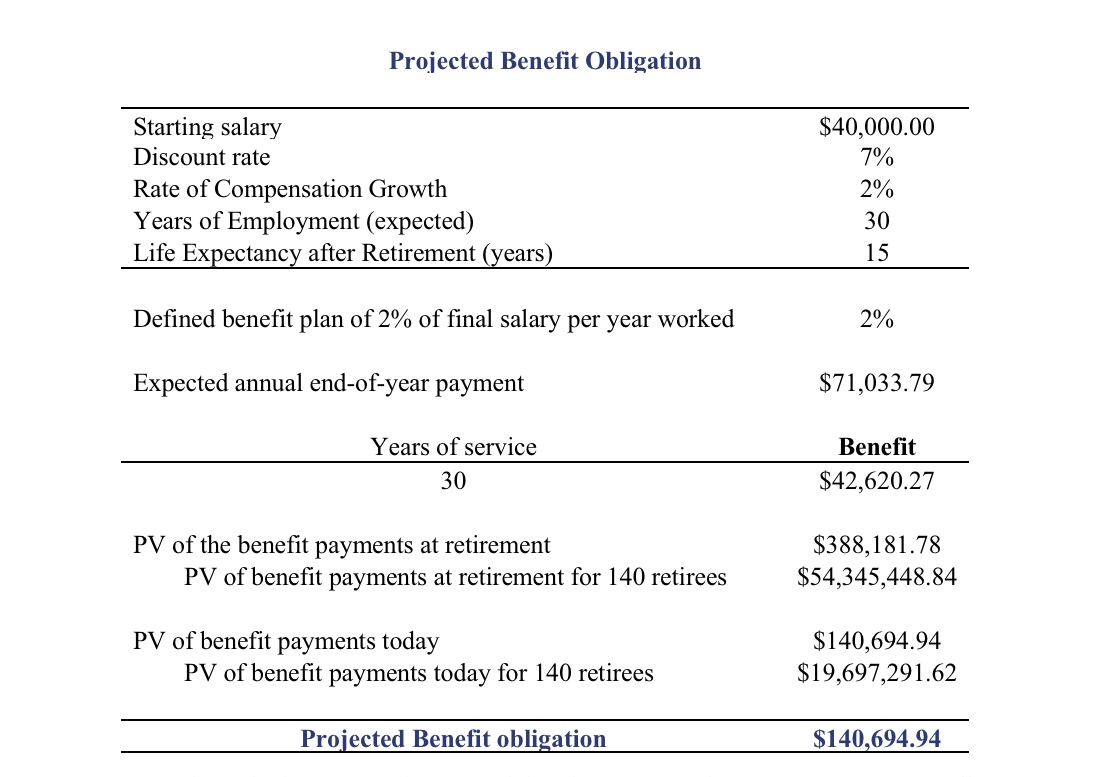 Projected Benefit Obligation
Starting salary $40,000.00
Discount rate 7%
Rate of Compensation Growth 2%
Years of Employment (expected) 30
Life Expectancy after Retirement (years) 15
Defined benefit plan of 2% of final salary per year worked 2%
Expected annual end-of-year payment $71,033.79
Years of service Benefit
30 $42,620.27
PV of the benefit payments at retirement $388,181.78
PV of benefit payments at retirement for 140 retirees $54,345,448.84
PV of benefit payments today $140,694.94
PV of benefit payments today for 140 retirees $19,697,291.62
Projected Benefit obligation $140,694.94